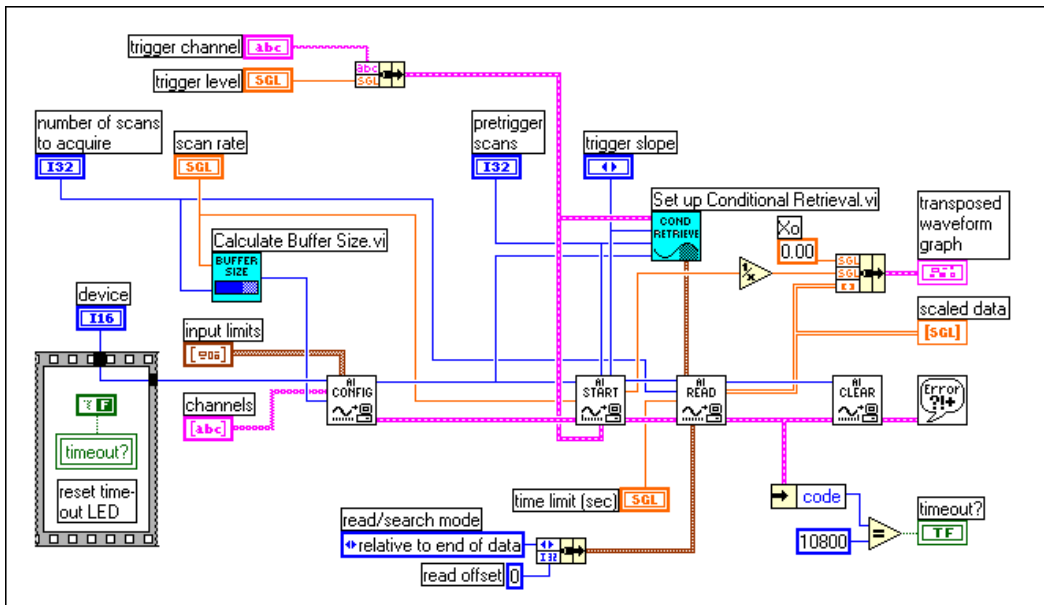 trigger channel
abc
trigger level
SGL
abc
SGL
number of scans
to acquire
I32
scan rate
SGL
pretrigger
scans
I32
trigger slope
Set up Conditional Retrieval.vi
COND
RETRIEVE
Calculate Buffer Size.vi
BUFFER
SIZE
Xo
0.00
1/x
SGL
SGL
transposed
waveform
graph
scaled data
[SGL]
device
I16
input limits
channels
[abc]
AI
CONFIG
AI
START
AI
READ
AI
CLEAR
Error
?!+
F
timeout?
reset time-
out LED
time limit (sec)
SGL
read/search mode
relative to end of data
I32
read offset
0
code
10800
=
timeout?
TF